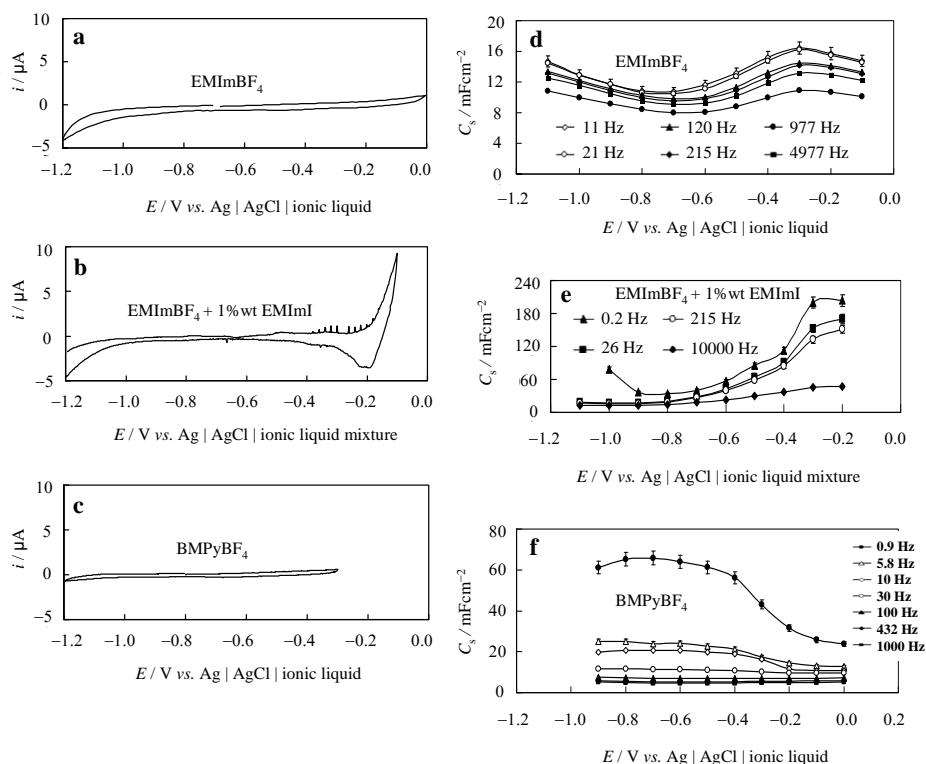 a
EMImBF4
i / µA
10
5
0
−5
−1.2 −1.0 −0.8 −0.6 −0.4 −0.2 0.0
E / V vs. Ag | AgCl | ionic liquid
b
EMImBF4 + 1%wt EMImI
i / µA
10
5
0
−5
−1.2 −1.0 −0.8 −0.6 −0.4 −0.2 0.0
E / V vs. Ag | AgCl | ionic liquid mixture
c
BMPyBF4
i / µA
10
5
0
−5
−1.2 −1.0 −0.8 −0.6 −0.4 −0.2 0.0
E / V vs. Ag | AgCl | ionic liquid
d
EMImBF4
Cs / mFcm−2
20
16
12
8
4
0
11 Hz 120 Hz 977 Hz
21 Hz 215 Hz 4977 Hz
−1.2 −1.0 −0.8 −0.6 −0.4 −0.2 0.0
E / V vs. Ag | AgCl | ionic liquid
e
EMImBF4 + 1%wt EMImI
Cs / mFcm−2
240
180
120
60
0
0.2 Hz 215 Hz
26 Hz 10000 Hz
−1.2 −1.0 −0.8 −0.6 −0.4 −0.2 0.0
E / V vs. Ag | AgCl | ionic liquid mixture
f
BMPyBF4
Cs / mFcm−2
80
60
40
20
0
0.9 Hz
5.8 Hz
10 Hz
30 Hz
100 Hz
432 Hz
1000 Hz
−1.2 −1.0 −0.8 −0.6 −0.4 −0.2 0.0 0.2
E / V vs. Ag | AgCl | ionic liquid